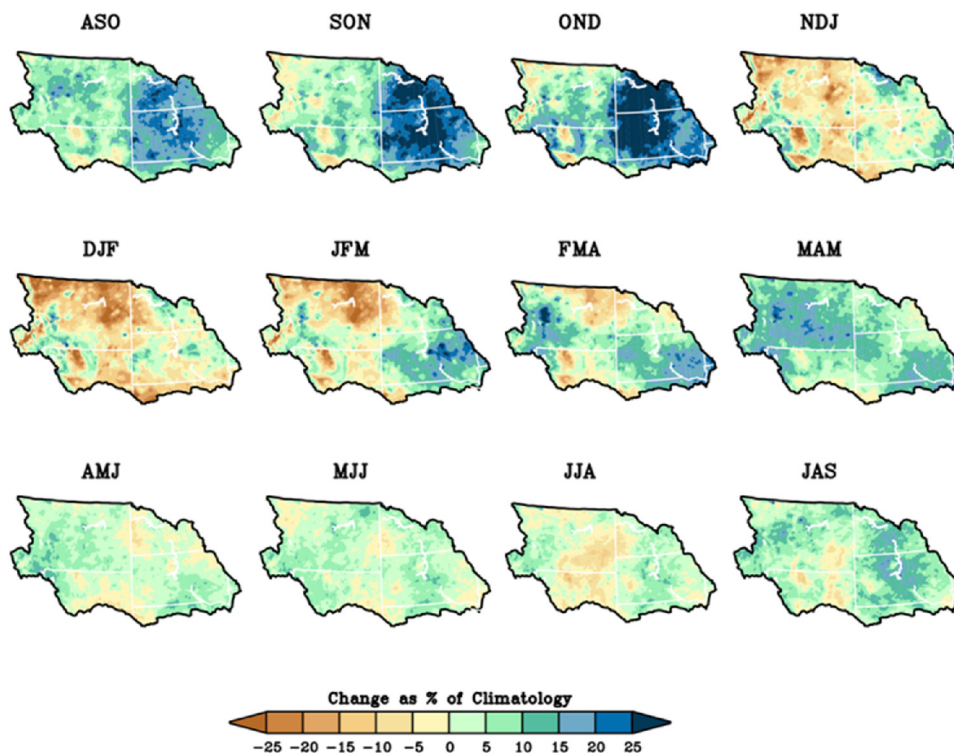 ASO SON OND NDJ
DJF JFM FMA MAM
AMJ MJJ JJA JAS
Change as % of Climatology
-25 -20 -15 -10 -5 0 5 10 15 20 25